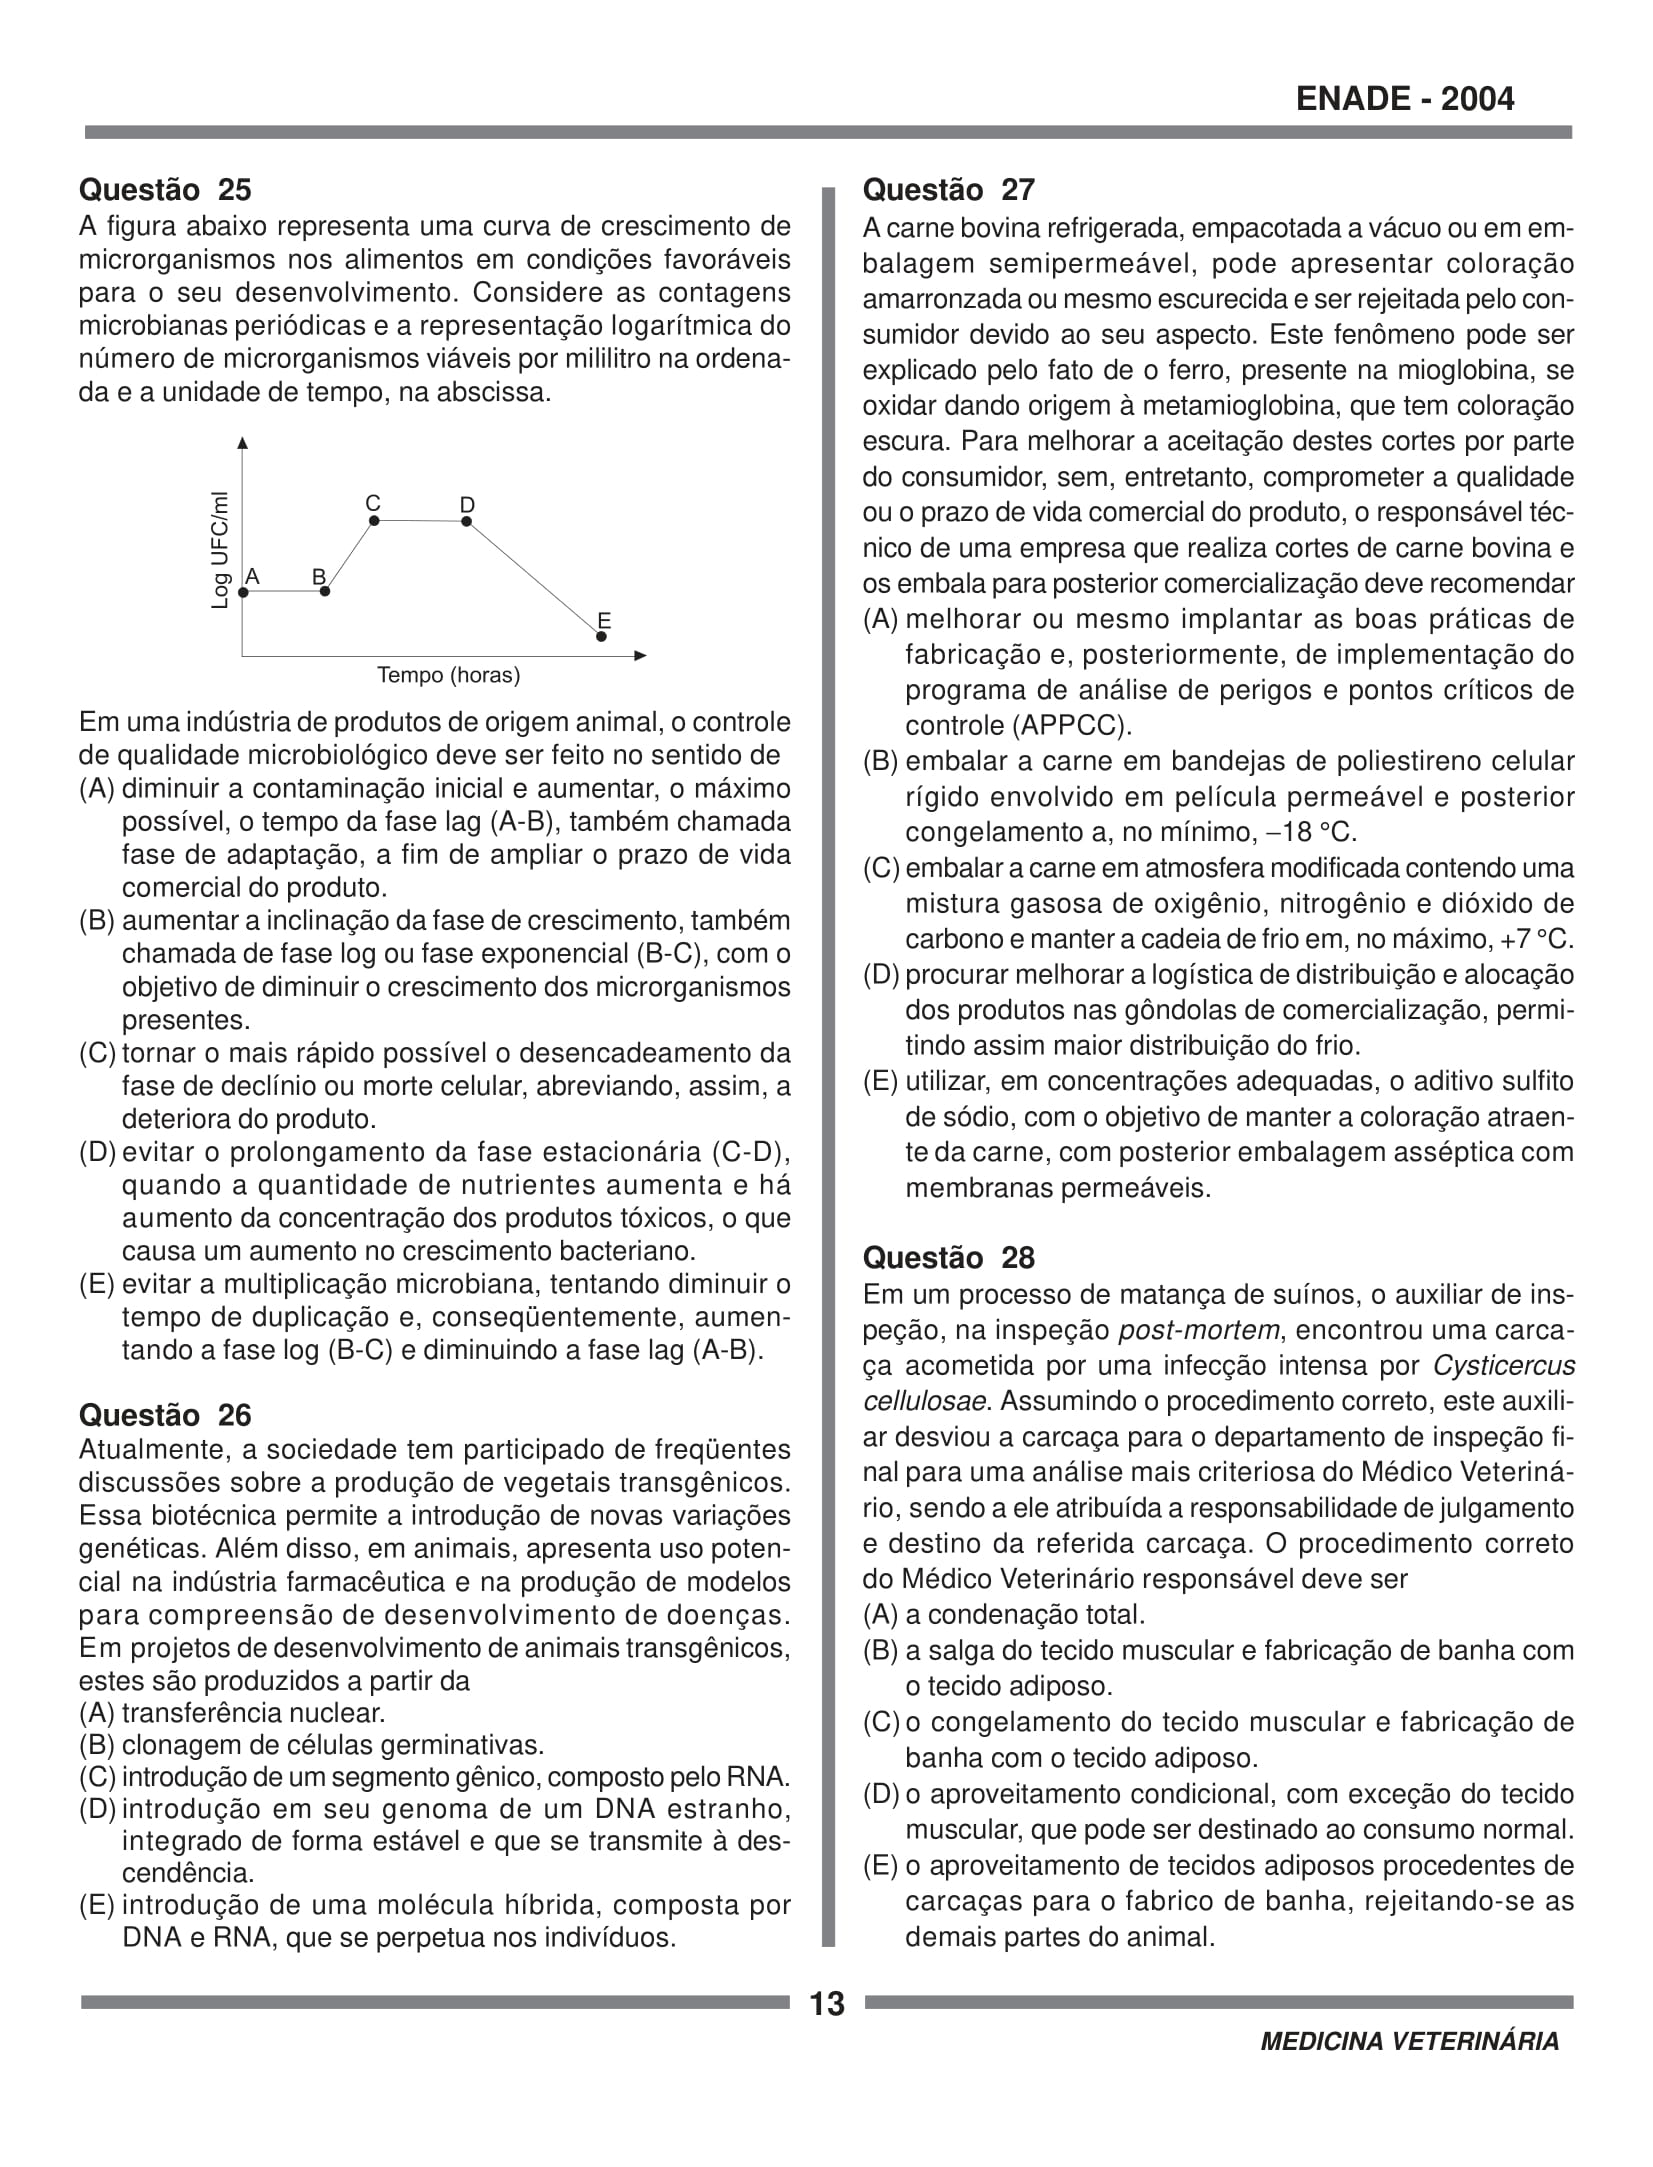 ENADE - 2004
Questão 25
A figura abaixo representa uma curva de crescimento de
microrganismos nos alimentos em condições favoráveis
para o seu desenvolvimento. Considere as contagens
microbianas periódicas e a representação logarítmica do
número de microrganismos viáveis por mililitro na ordena-
da e a unidade de tempo, na abscissa.
Log UFC/ml
A
B
C
D
E
Tempo (horas)
Em uma indústria de produtos de origem animal, o controle
de qualidade microbiológico deve ser feito no sentido de
(A) diminuir a contaminação inicial e aumentar, o máximo
possível, o tempo da fase lag (A-B), também chamada
fase de adaptação, a fim de ampliar o prazo de vida
comercial do produto.
(B) aumentar a inclinação da fase de crescimento, também
chamada de fase log ou fase exponencial (B-C), com o
objetivo de diminuir o crescimento dos microrganismos
presentes.
(C) tornar o mais rápido possível o desencadeamento da
fase de declínio ou morte celular, abreviando, assim, a
deteriora do produto.
(D) evitar o prolongamento da fase estacionária (C-D),
quando a quantidade de nutrientes aumenta e há
aumento da concentração dos produtos tóxicos, o que
causa um aumento no crescimento bacteriano.
(E) evitar a multiplicação microbiana, tentando diminuir o
tempo de duplicação e, conseqüentemente, aumen-
tando a fase log (B-C) e diminuindo a fase lag (A-B).
Questão 26
Atualmente, a sociedade tem participado de freqüentes
discussões sobre a produção de vegetais transgênicos.
Essa biotécnica permite a introdução de novas variações
genéticas. Além disso, em animais, apresenta uso poten-
cial na indústria farmacêutica e na produção de modelos
para compreensão de desenvolvimento de doenças.
Em projetos de desenvolvimento de animais transgênicos,
estes são produzidos a partir da
(A) transferência nuclear.
(B) clonagem de células germinativas.
(C) introdução de um segmento gênico, composto pelo RNA.
(D) introdução em seu genoma de um DNA estranho,
integrado de forma estável e que se transmite à des-
cendência.
(E) introdução de uma molécula híbrida, composta por
DNA e RNA, que se perpetua nos indivíduos.
Questão 27
A carne bovina refrigerada, empacotada a vácuo ou em em-
balagem semipermeável, pode apresentar coloração
amarronzada ou mesmo escurecida e ser rejeitada pelo con-
sumidor devido ao seu aspecto. Este fenômeno pode ser
explicado pelo fato de o ferro, presente na mioglobina, se
oxidar dando origem à metamioglobina, que tem coloração
escura. Para melhorar a aceitação destes cortes por parte
do consumidor, sem, entretanto, comprometer a qualidade
ou o prazo de vida comercial do produto, o responsável téc-
nico de uma empresa que realiza cortes de carne bovina e
os embala para posterior comercialização deve recomendar
(A) melhorar ou mesmo implantar as boas práticas de
fabricação e, posteriormente, de implementação do
programa de análise de perigos e pontos críticos de
controle (APPCC).
(B) embalar a carne em bandejas de poliestireno celular
rígido envolvido em película permeável e posterior
congelamento a, no mínimo, –18 °C.
(C) embalar a carne em atmosfera modificada contendo uma
mistura gasosa de oxigênio, nitrogênio e dióxido de
carbono e manter a cadeia de frio em, no máximo, +7 °C.
(D) procurar melhorar a logística de distribuição e alocação
dos produtos nas gôndolas de comercialização, permi-
tindo assim maior distribuição do frio.
(E) utilizar, em concentrações adequadas, o aditivo sulfito
de sódio, com o objetivo de manter a coloração atraen-
te da carne, com posterior embalagem asséptica com
membranas permeáveis.
Questão 28
Em um processo de matança de suínos, o auxiliar de ins-
peção, na inspeção post-mortem, encontrou uma carca-
ça acometida por uma infecção intensa por Cysticercus
cellulosae. Assumindo o procedimento correto, este auxili-
ar desviou a carcaça para o departamento de inspeção fi-
nal para uma análise mais criteriosa do Médico Veteriná-
rio, sendo a ele atribuída a responsabilidade de julgamento
e destino da referida carcaça. O procedimento correto
do Médico Veterinário responsável deve ser
(A) a condenação total.
(B) a salga do tecido muscular e fabricação de banha com
o tecido adiposo.
(C) o congelamento do tecido muscular e fabricação de
banha com o tecido adiposo.
(D) o aproveitamento condicional, com exceção do tecido
muscular, que pode ser destinado ao consumo normal.
(E) o aproveitamento de tecidos adiposos procedentes de
carcaças para o fabrico de banha, rejeitando-se as
demais partes do animal.
13
MEDICINA VETERINÁRIA